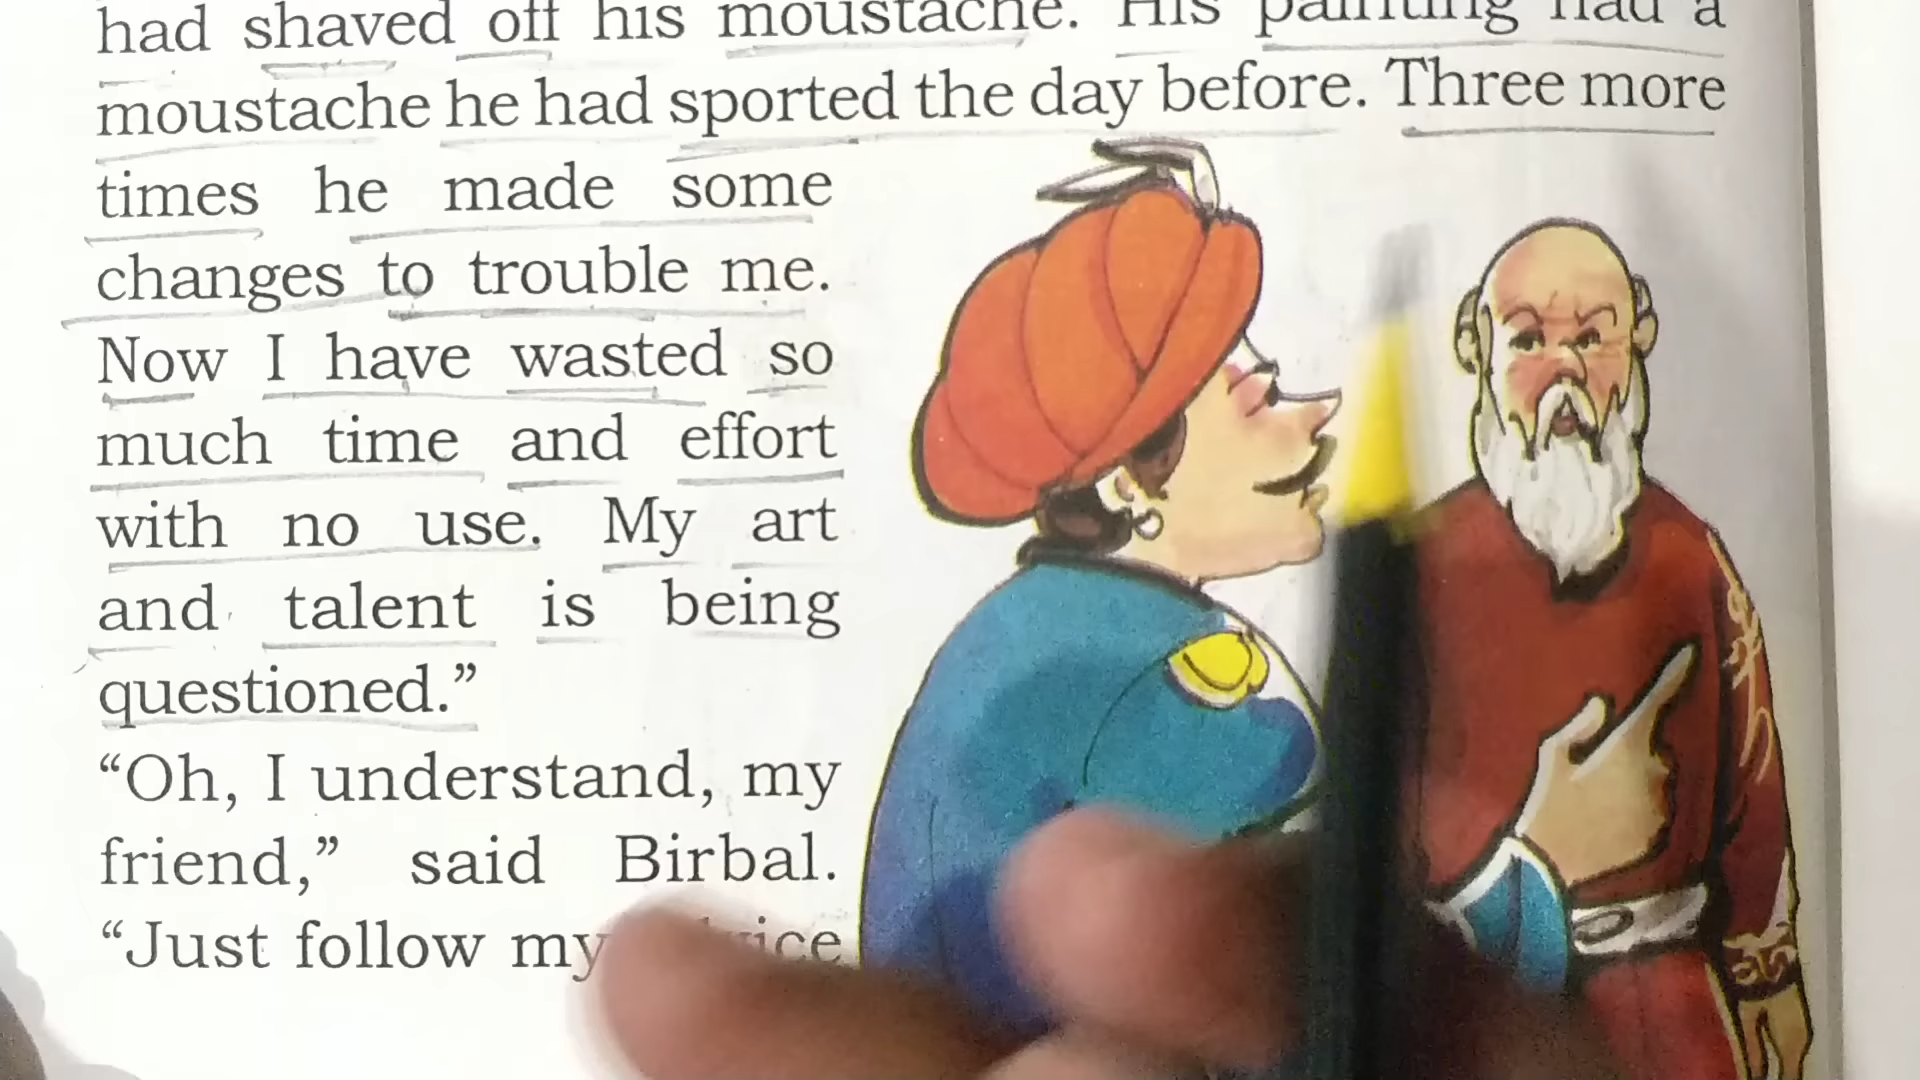 had shaved off his moustache. His painting had a
moustache he had sported the day before. Three more
times he made some
changes to trouble me.
Now I have wasted so
much time and effort
with no use. My art
and talent is being
questioned.”
“Oh, I understand, my
friend,” said Birbal.
“Just follow my